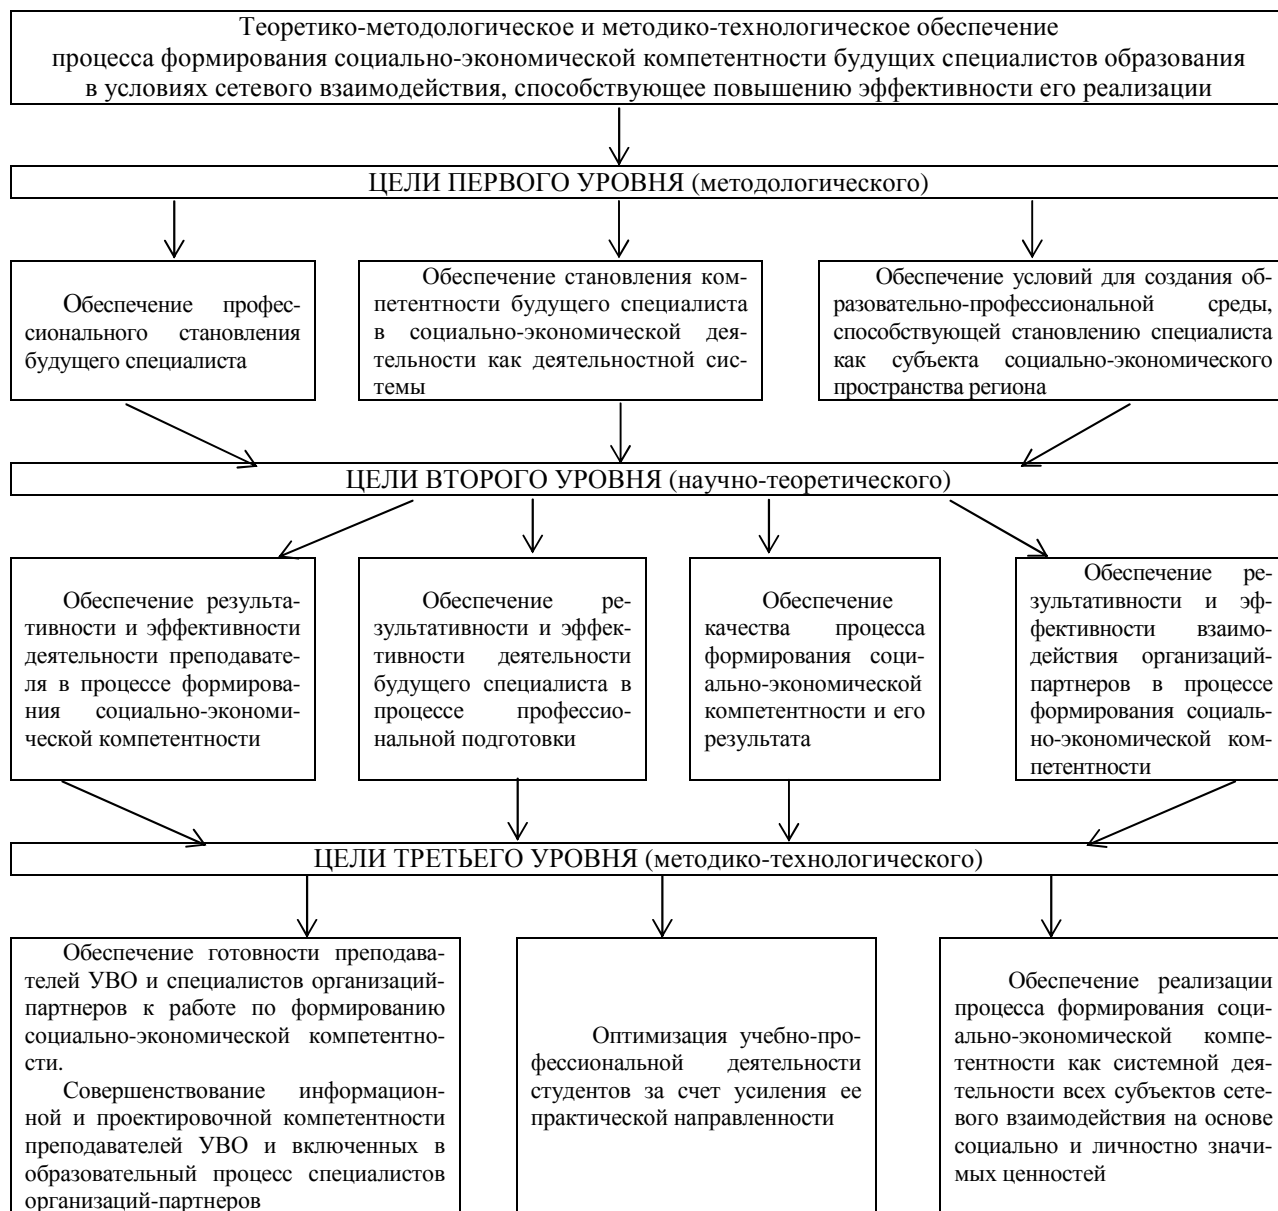 Теоретико-методологическое и методико-технологическое обеспечение
процесса формирования социально-экономической компетентности будущих специалистов образования
в условиях сетевого взаимодействия, способствующее повышению эффективности его реализации
ЦЕЛИ ПЕРВОГО УРОВНЯ (методологического)
Обеспечение профес-
сионального становления
будущего специалиста
Обеспечение становления ком-
петентности будущего специалиста
в социально-экономической дея-
тельности как деятельностной сис-
темы
Обеспечение условий для создания об-
разовательно-профессиональной среды,
способствующей становлению специалиста
как субъекта социально-экономического
пространства региона
ЦЕЛИ ВТОРОГО УРОВНЯ (научно-теоретического)
Обеспечение результа-
тивности и эффективности
деятельности преподавате-
ля в процессе формирова-
ния социально-экономи-
ческой компетентности
Обеспечение ре-
зультативности и эффек-
тивности деятельности
будущего специалиста в
процессе профессио-
нальной подготовки
Обеспечение
качества процесса
формирования соци-
ально-экономической
компетентности и его
результата
Обеспечение ре-
зультативности и эф-
фективности взаимо-
действия организаций-
партнеров в процессе
формирования социаль-
но-экономической ком-
петентности
ЦЕЛИ ТРЕТЬЕГО УРОВНЯ (методико-технологического)
Обеспечение готовности преподава-
телей УВО и специалистов организаций-
партнеров к работе по формированию
социально-экономической компетентно-
сти.
Совершенствование информацион-
ной и проектировочной компетентности
преподавателей УВО и включенных в
образовательный процесс специалистов
организаций-партнеров
Оптимизация учебно-про-
фессиональной деятельности
студентов за счет усиления ее
практической направленности
Обеспечение реализации
процесса формирования соци-
ально-экономической компе-
тентности как системной дея-
тельности всех субъектов сете-
вого взаимодействия на основе
социально и личностно значи-
мых ценностей